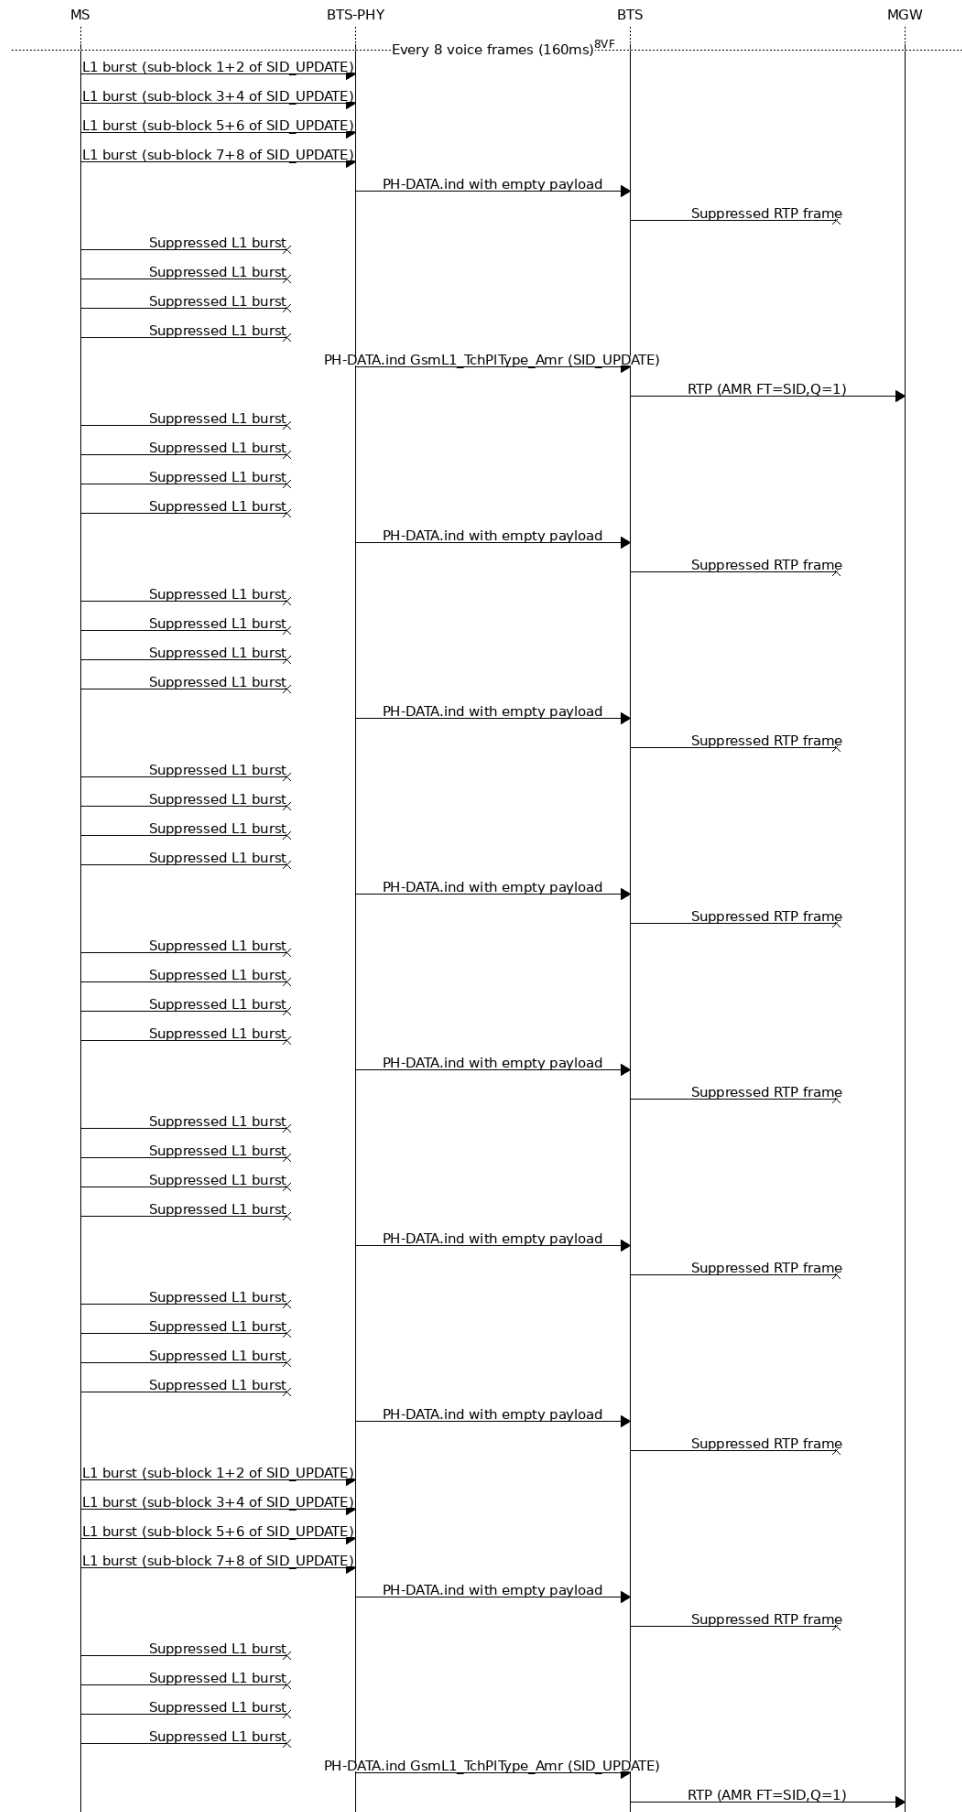 MS BTS-PHY BTS MGW
Every 8 voice frames (160ms) 8VF
L1 burst (sub-block 1+2 of SID_UPDATE)
L1 burst (sub-block 3+4 of SID_UPDATE)
L1 burst (sub-block 5+6 of SID_UPDATE)
L1 burst (sub-block 7+8 of SID_UPDATE)
PH-DATA.ind with empty payload
Suppressed RTP frame
Suppressed L1 burst
Suppressed L1 burst
Suppressed L1 burst
Suppressed L1 burst
PH-DATA.ind GsmL1_TchPlType_Amr (SID_UPDATE)
RTP (AMR FT=SID,Q=1)
Suppressed L1 burst
Suppressed L1 burst
Suppressed L1 burst
Suppressed L1 burst
PH-DATA.ind with empty payload
Suppressed RTP frame
Suppressed L1 burst
Suppressed L1 burst
Suppressed L1 burst
Suppressed L1 burst
PH-DATA.ind with empty payload
Suppressed RTP frame
Suppressed L1 burst
Suppressed L1 burst
Suppressed L1 burst
Suppressed L1 burst
PH-DATA.ind with empty payload
Suppressed RTP frame
Suppressed L1 burst
Suppressed L1 burst
Suppressed L1 burst
Suppressed L1 burst
PH-DATA.ind with empty payload
Suppressed RTP frame
Suppressed L1 burst
Suppressed L1 burst
Suppressed L1 burst
Suppressed L1 burst
PH-DATA.ind with empty payload
Suppressed RTP frame
Suppressed L1 burst
Suppressed L1 burst
Suppressed L1 burst
Suppressed L1 burst
PH-DATA.ind with empty payload
Suppressed RTP frame
L1 burst (sub-block 1+2 of SID_UPDATE)
L1 burst (sub-block 3+4 of SID_UPDATE)
L1 burst (sub-block 5+6 of SID_UPDATE)
L1 burst (sub-block 7+8 of SID_UPDATE)
PH-DATA.ind with empty payload
Suppressed RTP frame
Suppressed L1 burst
Suppressed L1 burst
Suppressed L1 burst
Suppressed L1 burst
PH-DATA.ind GsmL1_TchPlType_Amr (SID_UPDATE)
RTP (AMR FT=SID,Q=1)